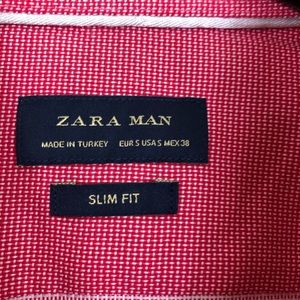 ZARA MAN
MADE IN TURKEY EUR S USA S MEX 38
SLIM FIT